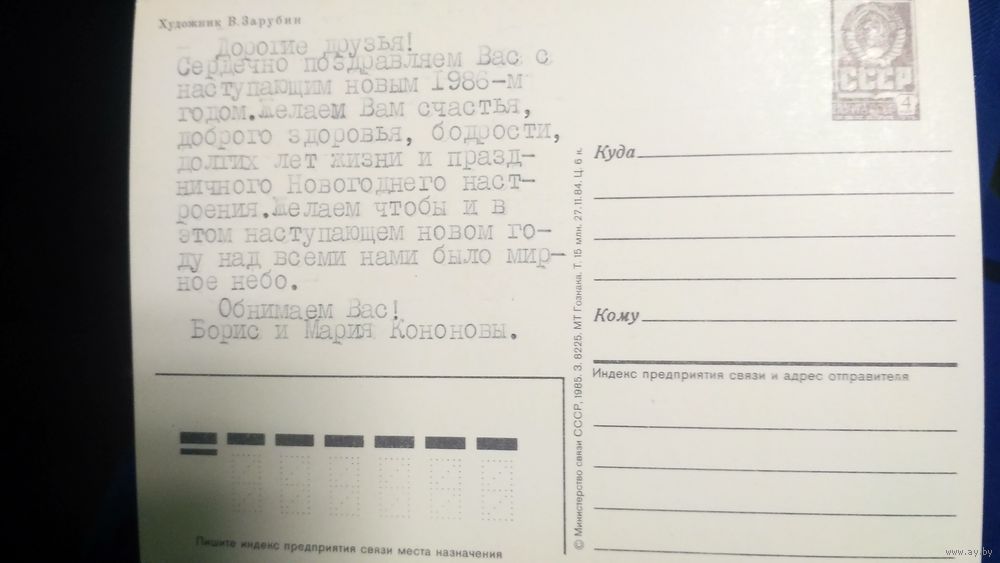 Художник В. Зарубин
Дорогие друзья!
Сердечно поздравляем Вас с
наступающим новым 1986-м
годом.Желаем Вам счастья,
доброго здоровья, бодрости,
долгих лет жизни и празд-
ничного Новогоднего наст-
роения.Желаем чтобы и в
этом наступающем новом го-
ду над всеми нами было мир-
ное небо.
Обнимаем Вас!
Борис и Мария Кононовы.
Пишите индекс предприятия связи места назначения
© Министерство связи СССР, 1985. З. 8225. МТ Гознака. Т. 15 млн. 27.11.84. Ц. 6 к.
СССР
4
Куда
Кому
Индекс предприятия связи и адрес отправителя
www.ay.by